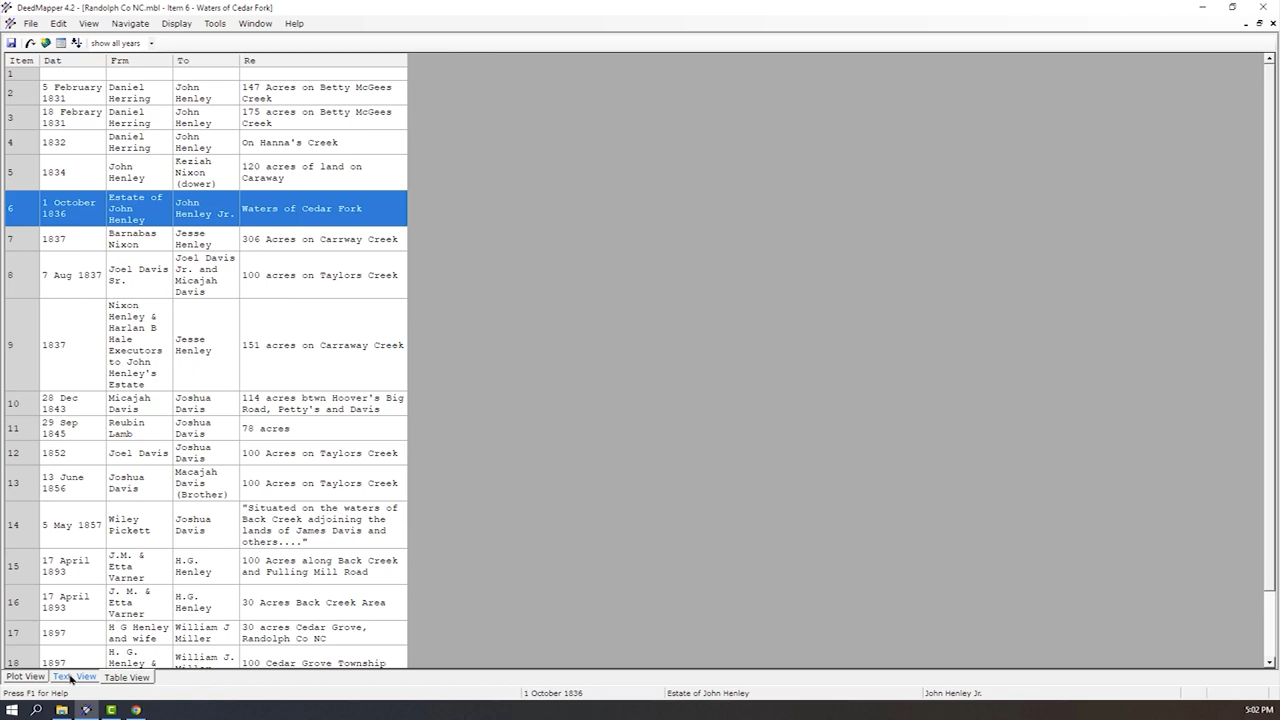 DeedMapper 4.2 - [Randolph Co NC.mbl - Item 6 - Waters of Cedar Fork]
File Edit View Navigate Display Tools Window Help
show all years
Item Dat Frm To Re
1
2 5 February 1831 Daniel Herring John Henley 147 Acres on Betty McGees Creek
3 18 Febrary 1831 Daniel Herring John Henley 175 acres on Betty McGees Creek
4 1832 Daniel Herring John Henley On Hanna's Creek
5 1834 John Henley Keziah Nixon (dower) 120 acres of land on Caraway
6 1 October 1836 Estate of John Henley John Henley Jr. Waters of Cedar Fork
7 1837 Barnabas Nixon Jesse Henley 306 Acres on Carrway Creek
8 7 Aug 1837 Joel Davis Sr. Joel Davis Jr. and Micajah Davis 100 acres on Taylors Creek
9 1837 Nixon Henley & Harlan B Hale Executors to John Henley's Estate Jesse Henley 151 acres on Carraway Creek
10 28 Dec 1843 Micajah Davis Joshua Davis 114 acres btwn Hoover's Big Road, Petty's and Davis
11 29 Sep 1845 Reubin Lamb Joshua Davis 78 acres
12 1852 Joel Davis Joshua Davis 100 Acres on Taylors Creek
13 13 June 1856 Joshua Davis Macajah Davis (Brother) 100 Acres on Taylors Creek
14 5 May 1857 Wiley Pickett Joshua Davis "Situated on the waters of Back Creek adjoining the lands of James Davis and others...."
15 17 April 1893 J.M. & Etta Varner H.G. Henley 100 Acres along Back Creek and Fulling Mill Road
16 17 April 1893 J. M. & Etta Varner H.G. Henley 30 Acres Back Creek Area
17 1897 H G Henley and wife William J Miller 30 acres Cedar Grove, Randolph Co NC
18 1897 H. G. Henley & William J. 100 Cedar Grove Township
Plot View Text View Table View
Press F1 for Help 1 October 1836 Estate of John Henley John Henley Jr.
5:02 PM